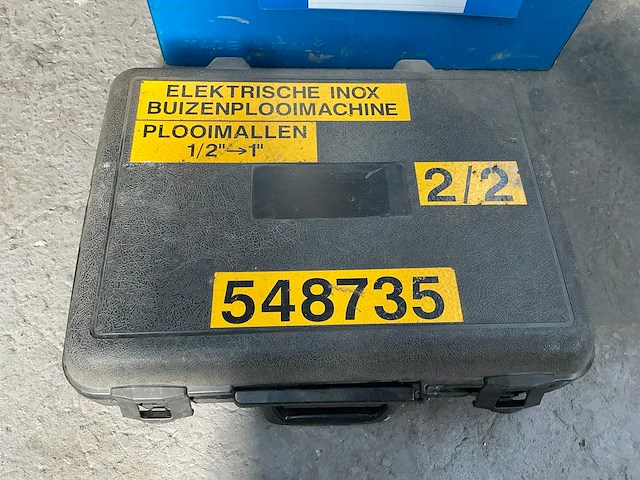 ELEKTRISCHE INOX
BUIZENPLOOIMACHINE
PLOOIMALLEN
1/2"→1"
2/2
548735